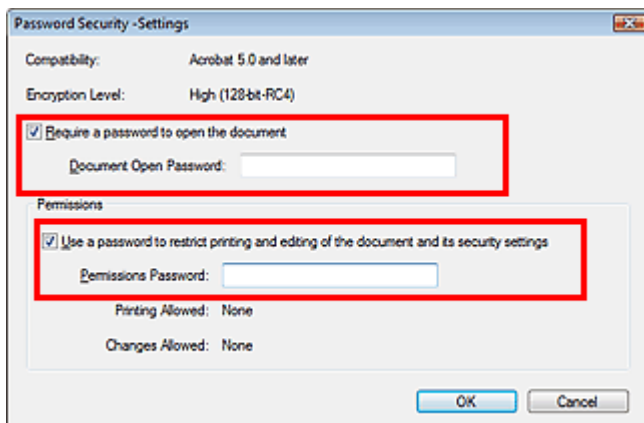 Password Security -Settings
Compatibility: Acrobat 5.0 and later
Encryption Level: High (128-bit-RC4)
Require a password to open the document
Document Open Password:
Permissions
Use a password to restrict printing and editing of the document and its security settings
Permissions Password:
Printing Allowed: None
Changes Allowed: None
OK Cancel